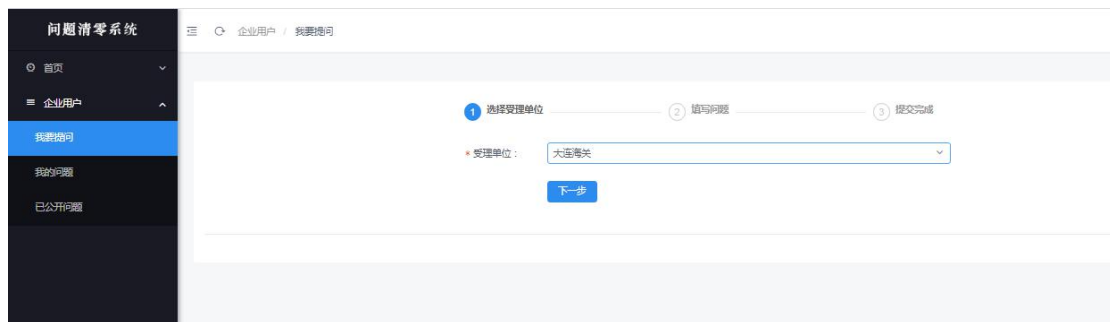 问题清零系统
企业用户 / 我要提问
首页
企业用户
我要提问
我的问题
已公开问题
1 选择受理单位 2 填写问题 3 提交完成
* 受理单位： 大连海关
下一步